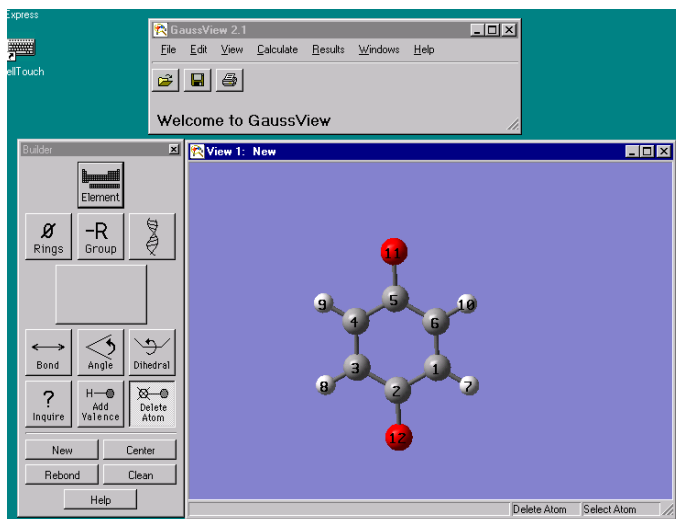 Express
ellTouch
GaussView 2.1
File Edit View Calculate Results Windows Help
Welcome to GaussView
Builder
Element
Rings
-R
Group
Bond
Angle
Dihedral
?
Inquire
H
Add
Valence
Delete
Atom
New
Center
Rebond
Clean
Help
View 1: New
11
5
9
10
4
6
3
1
8
2
7
12
Delete Atom
Select Atom